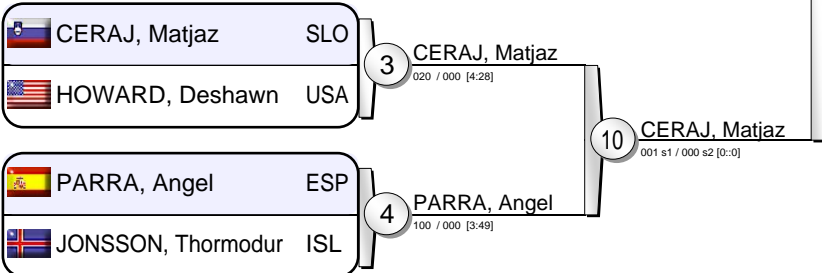 CERAJ, Matjaz SLO
HOWARD, Deshawn USA
3
CERAJ, Matjaz
020 / 000 [4:28]
PARRA, Angel ESP
JONSSON, Thormodur ISL
4
PARRA, Angel
100 / 000 [3:49]
10
CERAJ, Matjaz
001 s1 / 000 s2 [0::0]